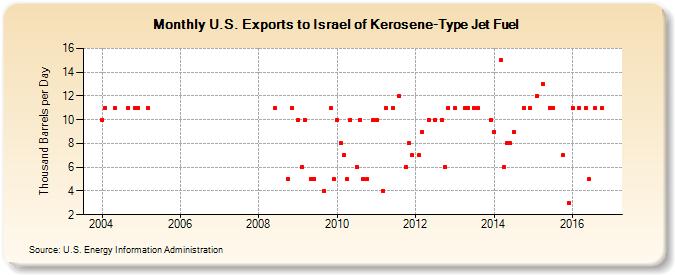 Monthly U.S. Exports to Israel of Kerosene-Type Jet Fuel
Thousand Barrels per Day
16
14
12
10
8
6
4
2
2004 2006 2008 2010 2012 2014 2016
Source: U.S. Energy Information Administration